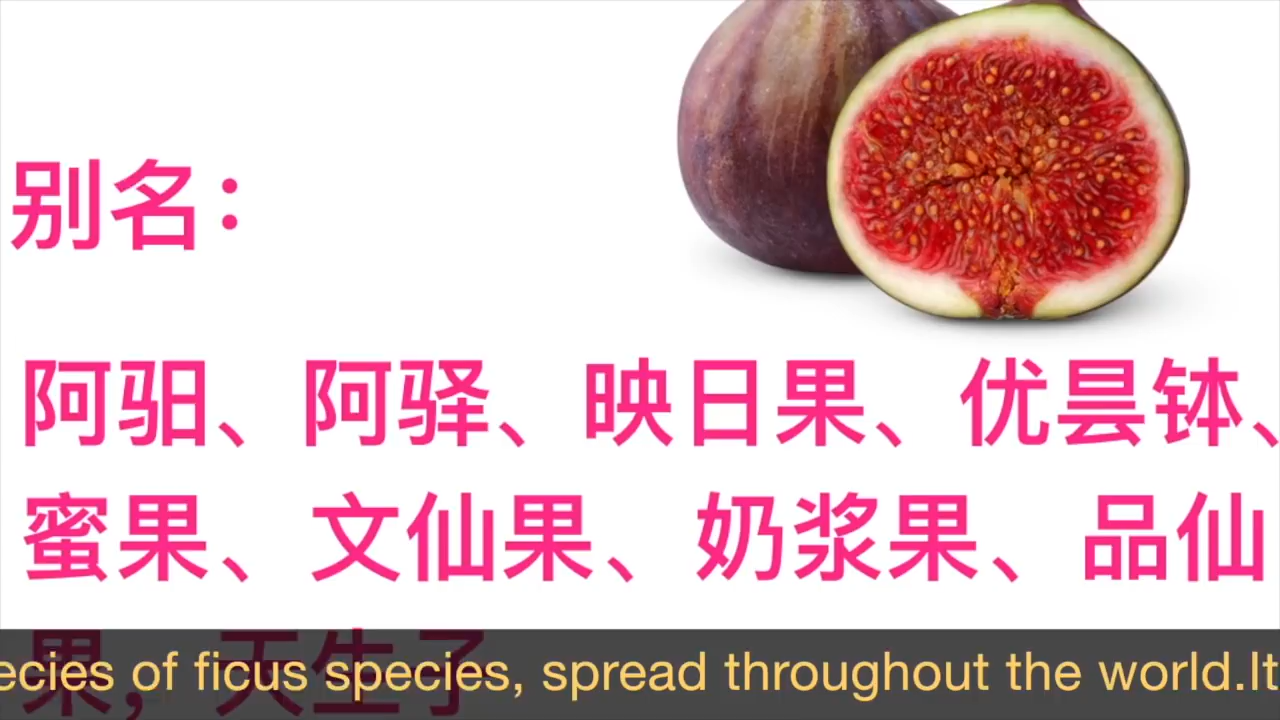 别名：
阿驲、阿驿、映日果、优昙钵、
蜜果、文仙果、奶浆果、品仙
果，天生子
ecies of ficus species, spread throughout the world.It